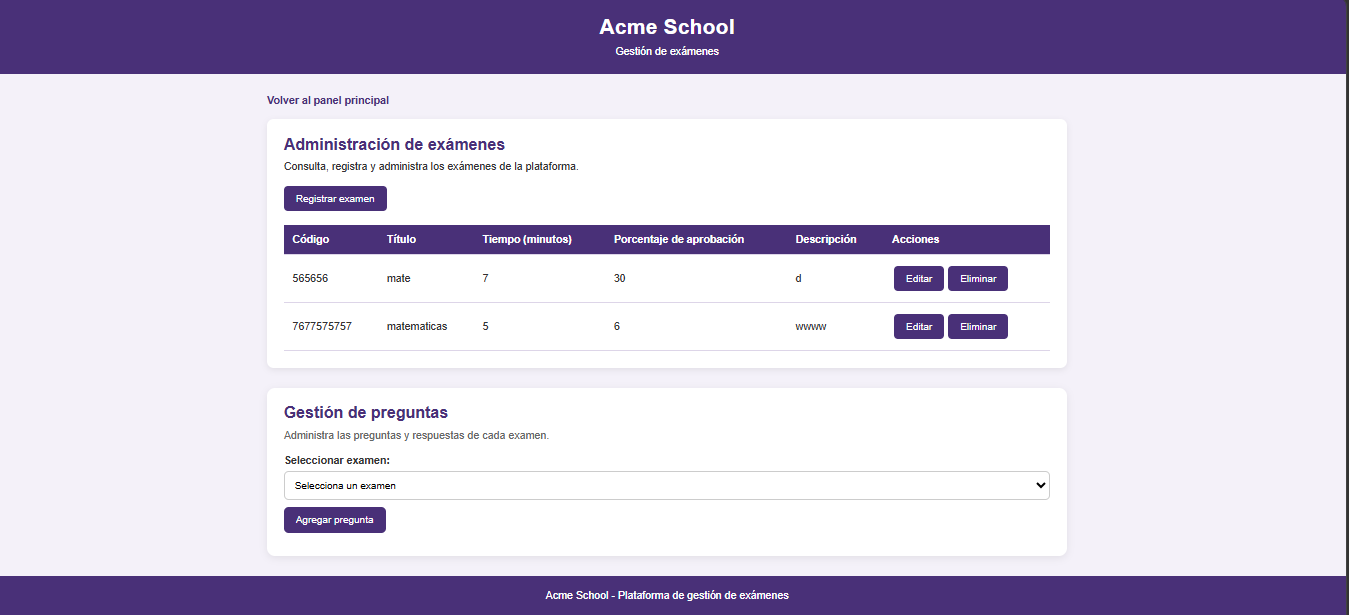 Acme School
Gestión de exámenes
Volver al panel principal
Administración de exámenes
Consulta, registra y administra los exámenes de la plataforma.
Registrar examen
Código Título Tiempo (minutos) Porcentaje de aprobación Descripción Acciones
565656 mate 7 30 d Editar Eliminar
7677575757 matematicas 5 6 wwww Editar Eliminar
Gestión de preguntas
Administra las preguntas y respuestas de cada examen.
Seleccionar examen:
Selecciona un examen
Agregar pregunta
Acme School - Plataforma de gestión de exámenes